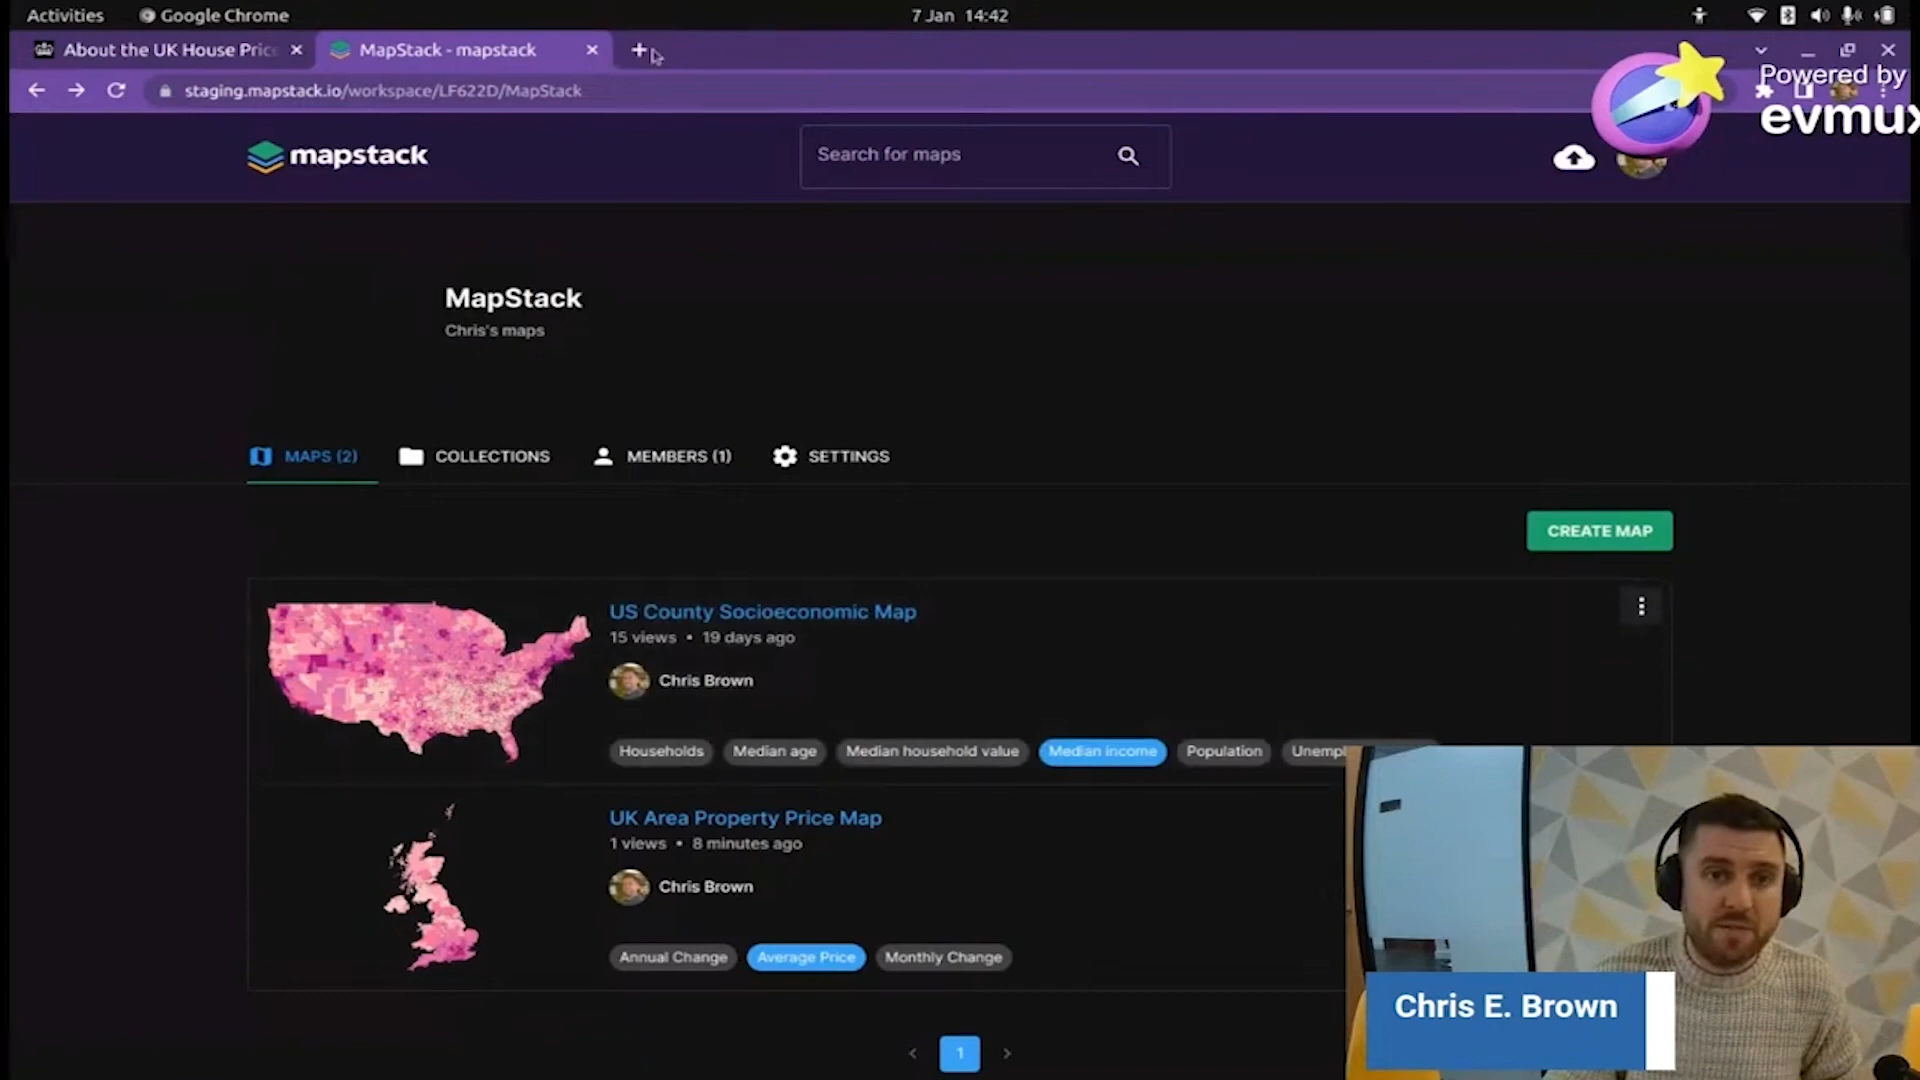 Activities
Google Chrome
7 Jan 14:42
About the UK House Pric
MapStack - mapstack
staging.mapstack.io/workspace/LF622D/MapStack
Powered by
evmux
mapstack
Search for maps
MapStack
Chris's maps
MAPS (2)
COLLECTIONS
MEMBERS (1)
SETTINGS
CREATE MAP
US County Socioeconomic Map
15 views • 19 days ago
Chris Brown
Households
Median age
Median household value
Median income
Population
Unempl
UK Area Property Price Map
1 views • 8 minutes ago
Chris Brown
Annual Change
Average Price
Monthly Change
1
Chris E. Brown